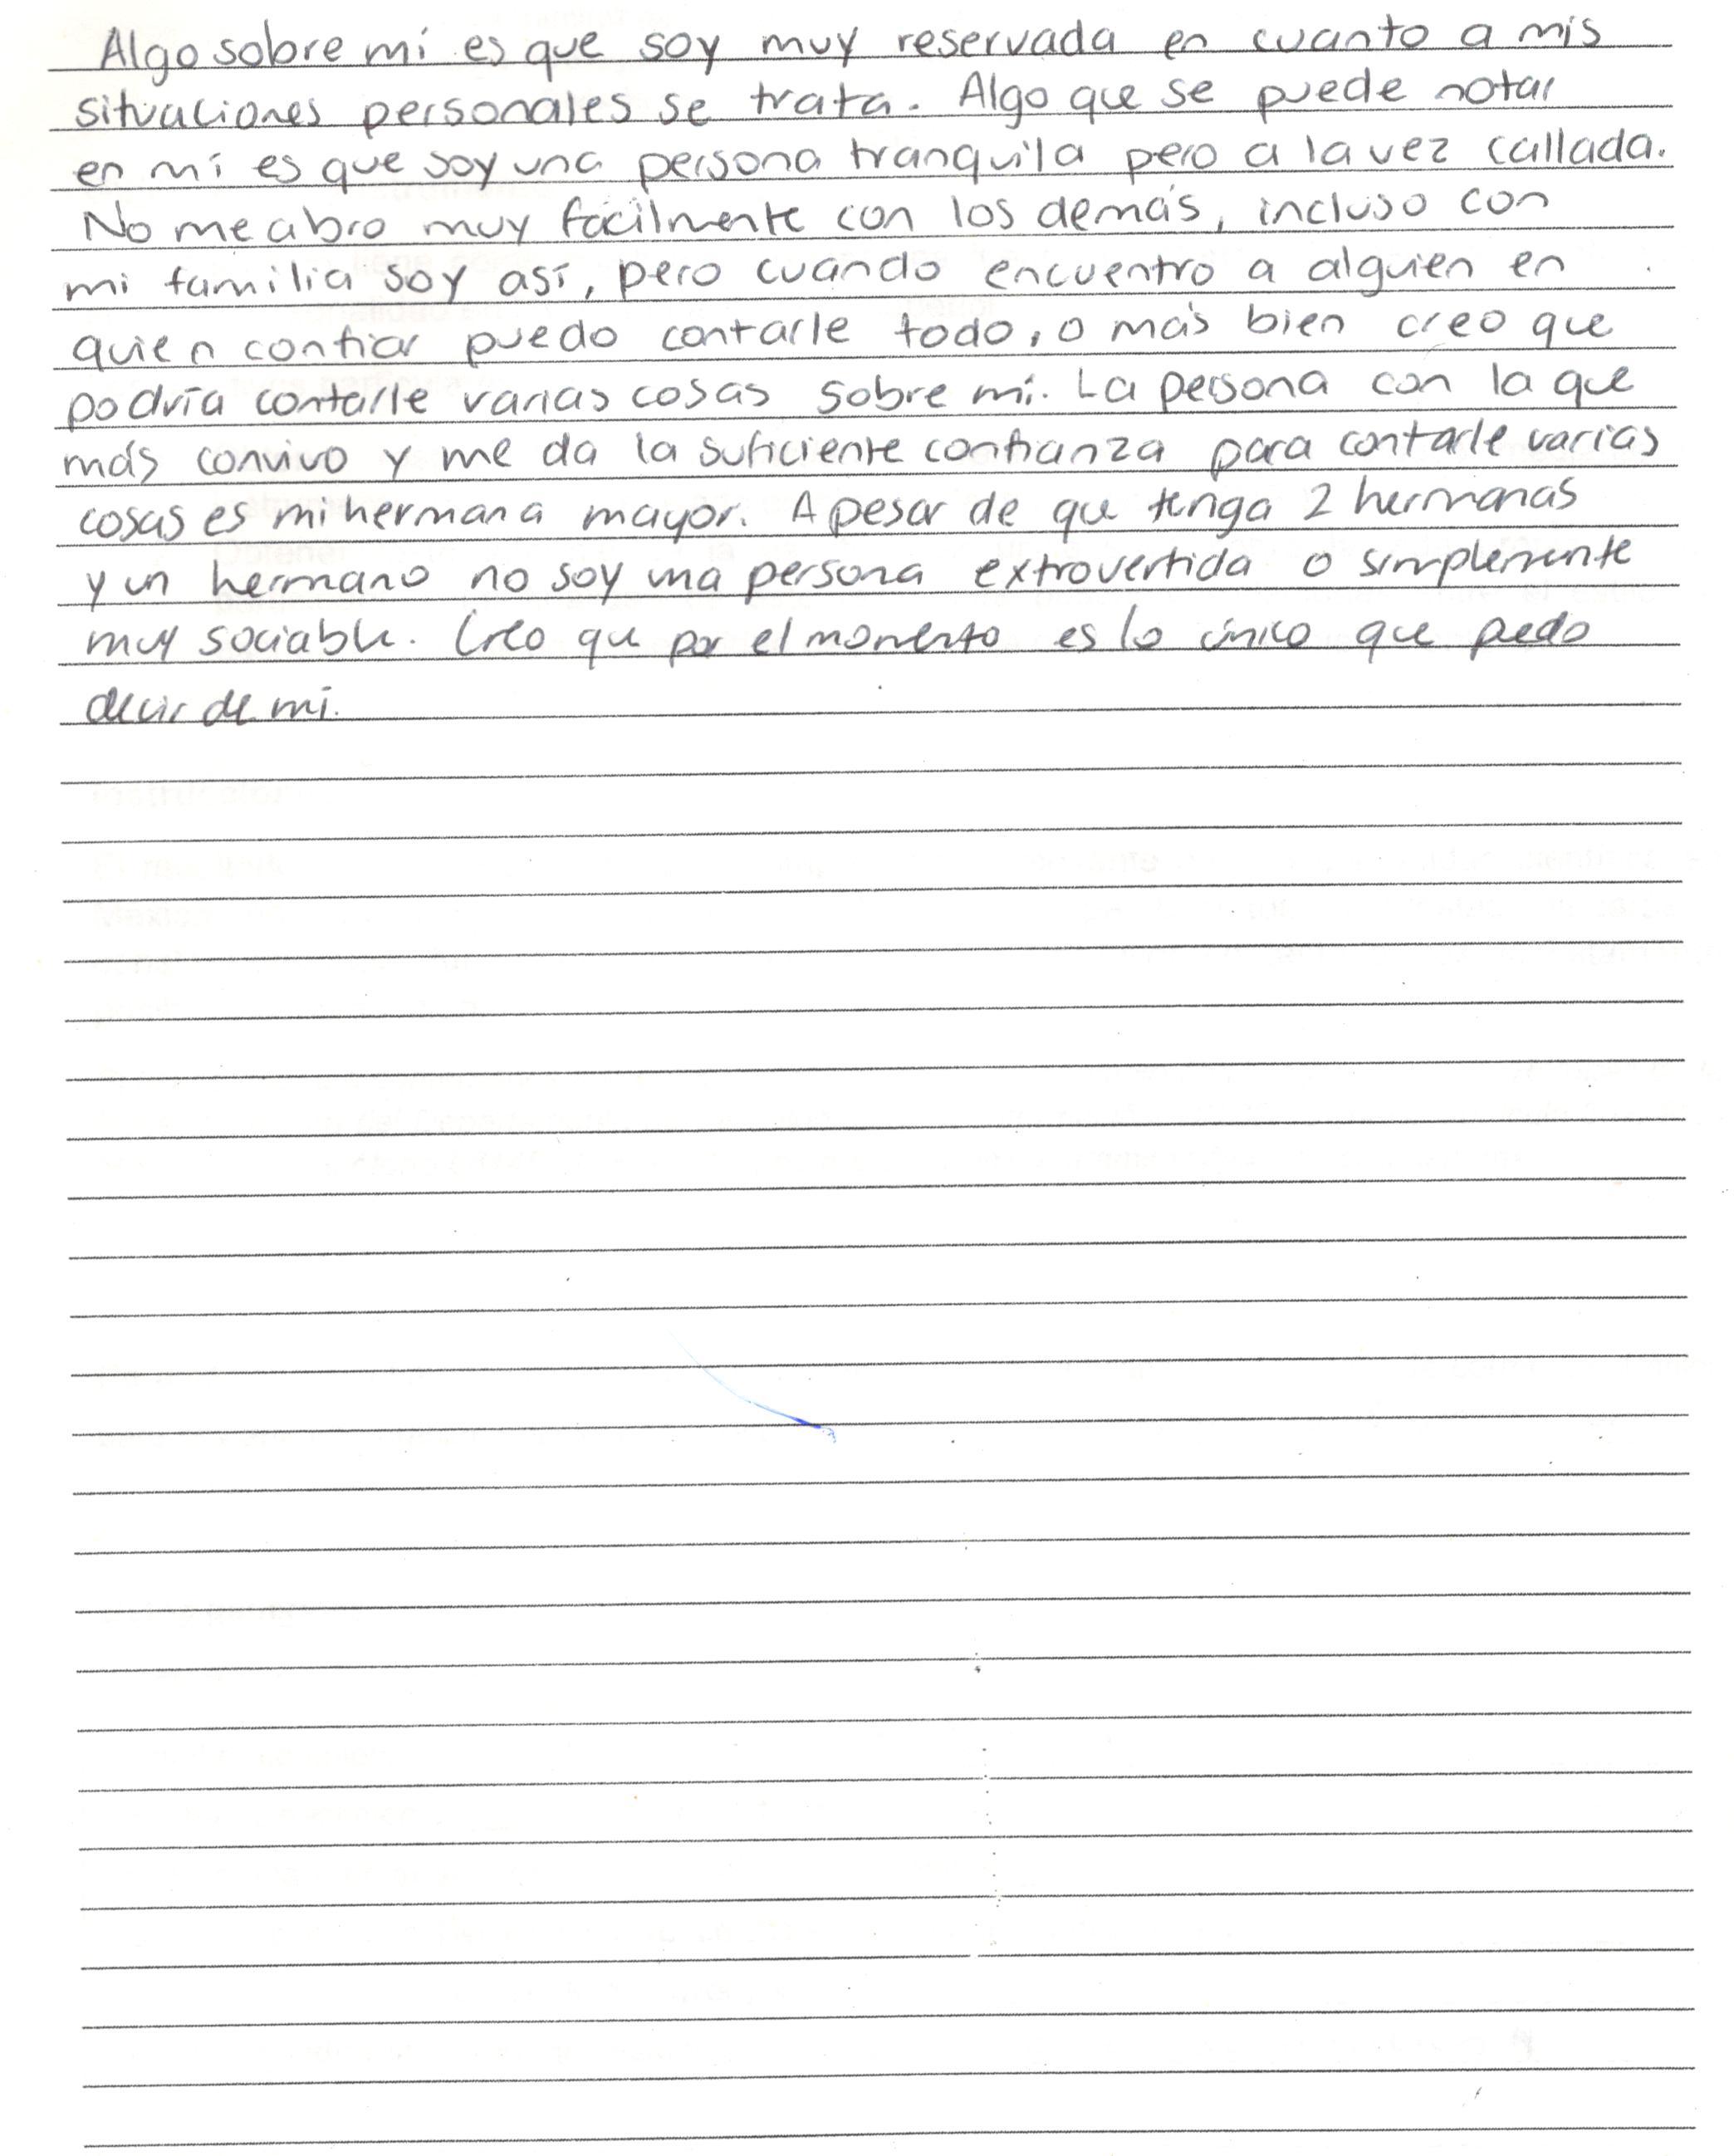 Algo sobre mí es que soy muy reservada en cuanto a mis
situaciones personales se trata. Algo que se puede notar
en mí es que soy una persona tranquila pero a la vez callada.
No me abro muy fácilmente con los demás, incluso con
mi familia soy así, pero cuando encuentro a alguien en
quien confiar puedo contarle todo, o más bien creo que
podría contarle varias cosas sobre mí. La persona con la que
más convivo y me da la suficiente confianza para contarle varias
cosas es mi hermana mayor. A pesar de que tenga 2 hermanas
y un hermano no soy una persona extrovertida o simplemente
muy sociable. Creo que por el momento es lo único que puedo
decir de mí.